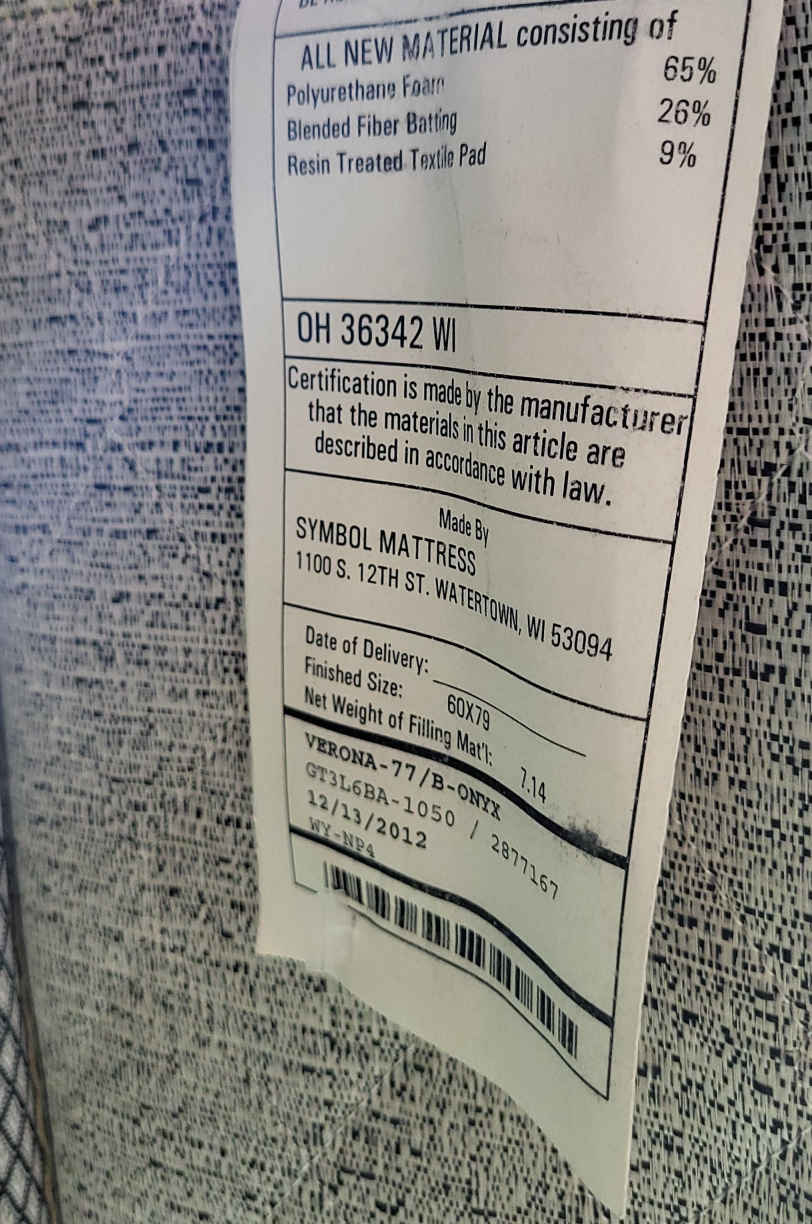 ALL NEW MATERIAL consisting of
Polyurethane Foam 65%
Blended Fiber Batting 26%
Resin Treated Textile Pad 9%
OH 36342 WI
Certification is made by the manufacturer
that the materials in this article are
described in accordance with law.
Made By
SYMBOL MATTRESS
1100 S. 12TH ST. WATERTOWN, WI 53094
Date of Delivery:
Finished Size: 60X79
Net Weight of Filling Mat'l: 7.14
VERONA-77/B-ONYX
GT3L6BA-1050 / 2877167
12/13/2012
WY-NP4